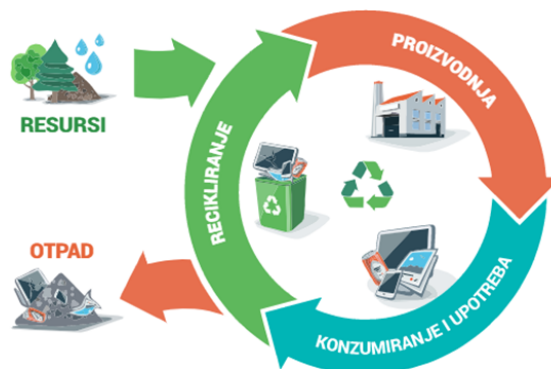 RESURSI
PROIZVODNJA
RECIKLIRANJE
OTPAD
KONZUMIRANJE I UPOTREBA